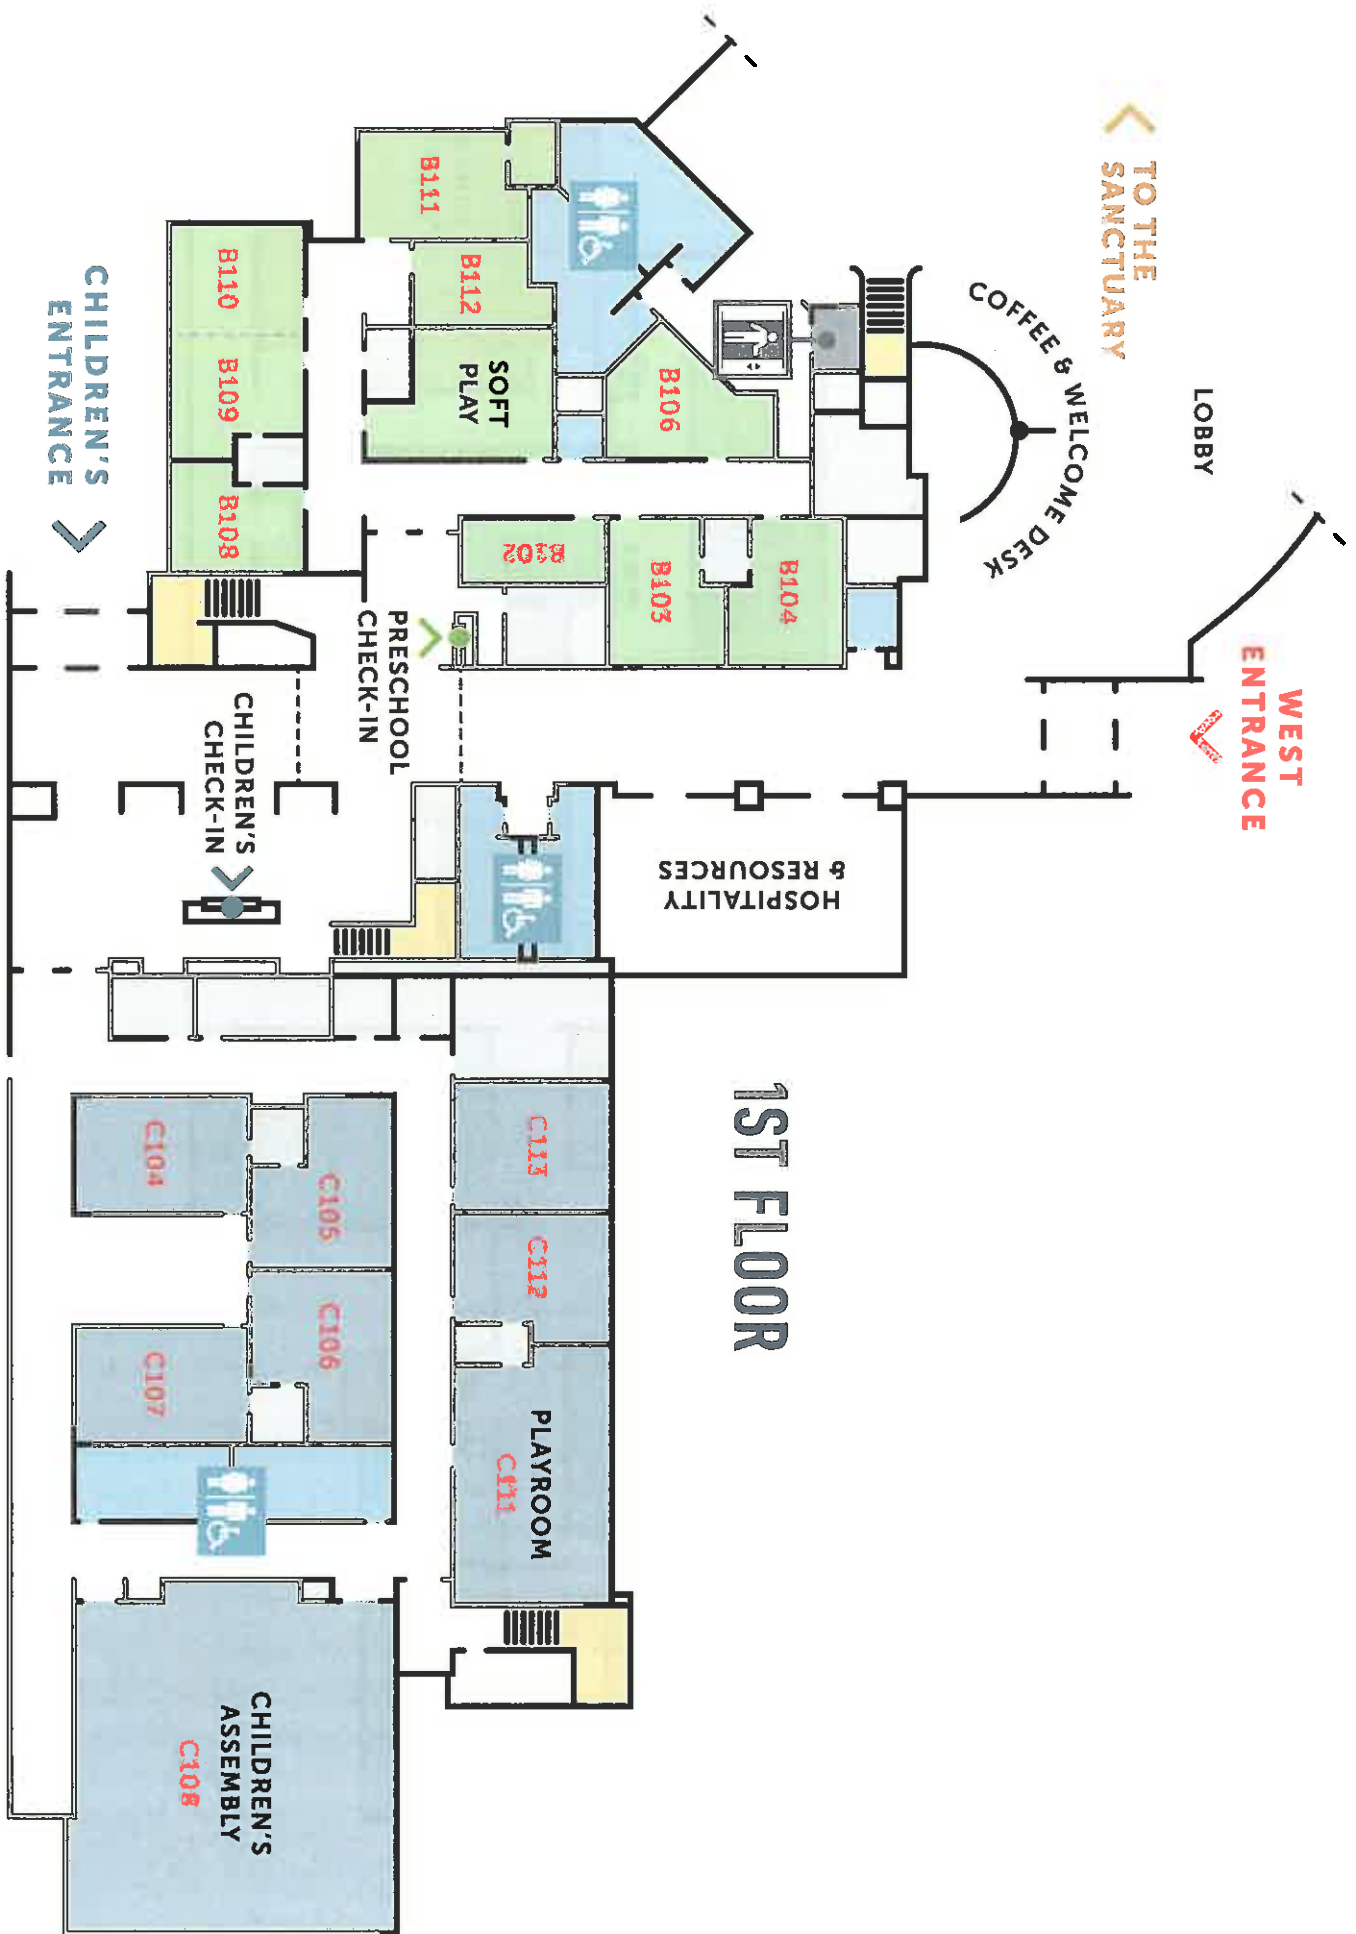 TO THE
SANCTUARY
COFFEE & WELCOME DESK
LOBBY
WEST
ENTRANCE
B111
B112
B110
B109
B108
SOFT
PLAY
B106
B102
B103
B104
CHILDREN'S
ENTRANCE
PRESCHOOL
CHECK-IN
CHILDREN'S
CHECK-IN
HOSPITALITY
& RESOURCES
1ST FLOOR
C104
C105
C106
C107
C113
C112
PLAYROOM
C111
CHILDREN'S
ASSEMBLY
C108